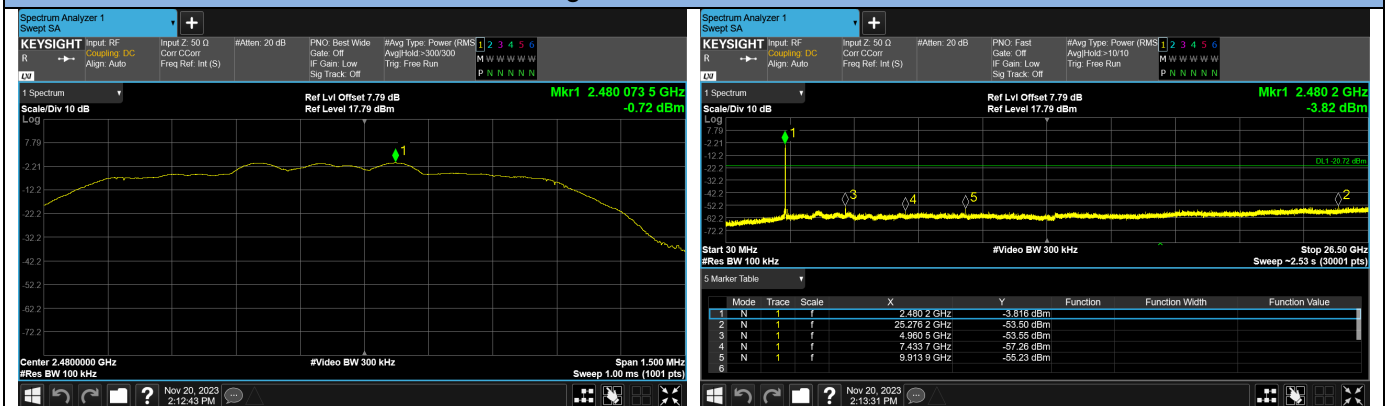 Spectrum Analyzer 1
Swept SA
KEYSIGHT
R
LXI
Input: RF
Coupling: DC
Align: Auto
Input Z: 50 Ω
Corr CCorr
Freq Ref: Int (S)
#Atten: 20 dB
PNO: Best Wide
Gate: Off
IF Gain: Low
Sig Track: Off
#Avg Type: Power (RMS
Avg|Hold:>300/300
Trig: Free Run
1 2 3 4 5 6
M W W W W W
P N N N N N
1 Spectrum
Scale/Div 10 dB
Log
Ref Lvl Offset 7.79 dB
Ref Level 17.79 dBm
Mkr1 2.480 073 5 GHz
-0.72 dBm
1
7.79
-2.21
-12.2
-22.2
-32.2
-42.2
-52.2
-62.2
-72.2
Center 2.4800000 GHz
#Video BW 300 kHz
Span 1.500 MHz
#Res BW 100 kHz
Sweep 1.00 ms (1001 pts)
?
Nov 20, 2023
2:12:43 PM
Spectrum Analyzer 1
Swept SA
KEYSIGHT
R
LXI
Input: RF
Coupling: DC
Align: Auto
Input Z: 50 Ω
Corr CCorr
Freq Ref: Int (S)
#Atten: 20 dB
PNO: Fast
Gate: Off
IF Gain: Low
Sig Track: Off
#Avg Type: Power (RMS
Avg|Hold:>10/10
Trig: Free Run
1 2 3 4 5 6
M W W W W W
P N N N N N
1 Spectrum
Scale/Div 10 dB
Log
Ref Lvl Offset 7.79 dB
Ref Level 17.79 dBm
Mkr1 2.480 2 GHz
-3.82 dBm
7.79
-2.21
-12.2
-22.2
-32.2
-42.2
-52.2
-62.2
-72.2
1
DL1 -20.72 dBm
3
4
5
2
Start 30 MHz
#Video BW 300 kHz
Stop 26.50 GHz
#Res BW 100 kHz
Sweep ~2.53 s (30001 pts)
5 Marker Table
Mode Trace Scale X Y Function Function Width Function Value
1 N 1 f 2.480 2 GHz -3.816 dBm
2 N 1 f 25.276 2 GHz -53.50 dBm
3 N 1 f 4.960 5 GHz -53.55 dBm
4 N 1 f 7.433 7 GHz -57.26 dBm
5 N 1 f 9.913 9 GHz -55.23 dBm
6
?
Nov 20, 2023
2:13:31 PM